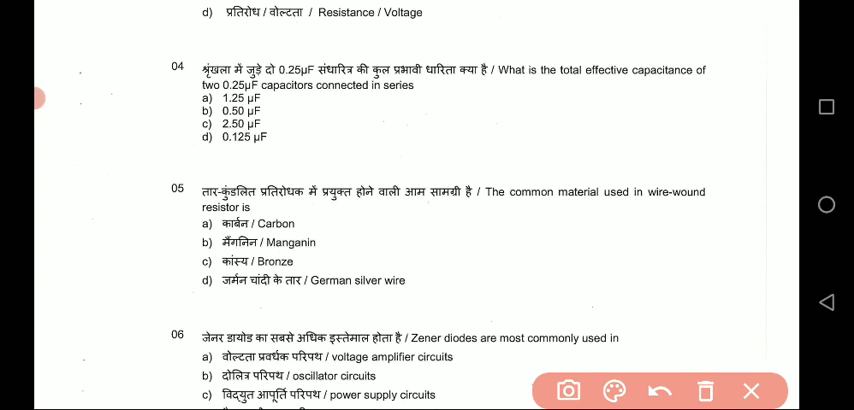 d) प्रतिरोध / वोल्टता / Resistance / Voltage
04 श्रृंखला में जुड़े दो 0.25µF संधारित्र की कुल प्रभावी धारिता क्या है / What is the total effective capacitance of
two 0.25µF capacitors connected in series
a) 1.25 µF
b) 0.50 µF
c) 2.50 µF
d) 0.125 µF
05 तार-कुंडलित प्रतिरोधक में प्रयुक्त होने वाली आम सामग्री है / The common material used in wire-wound
resistor is
a) कार्बन / Carbon
b) मैंगनिन / Manganin
c) कांस्य / Bronze
d) जर्मन चांदी के तार / German silver wire
06 जेनर डायोड का सबसे अधिक इस्तेमाल होता है / Zener diodes are most commonly used in
a) वोल्टता प्रवर्धक परिपथ / voltage amplifier circuits
b) दोलित्र परिपथ / oscillator circuits
c) विद्युत आपूर्ति परिपथ / power supply circuits